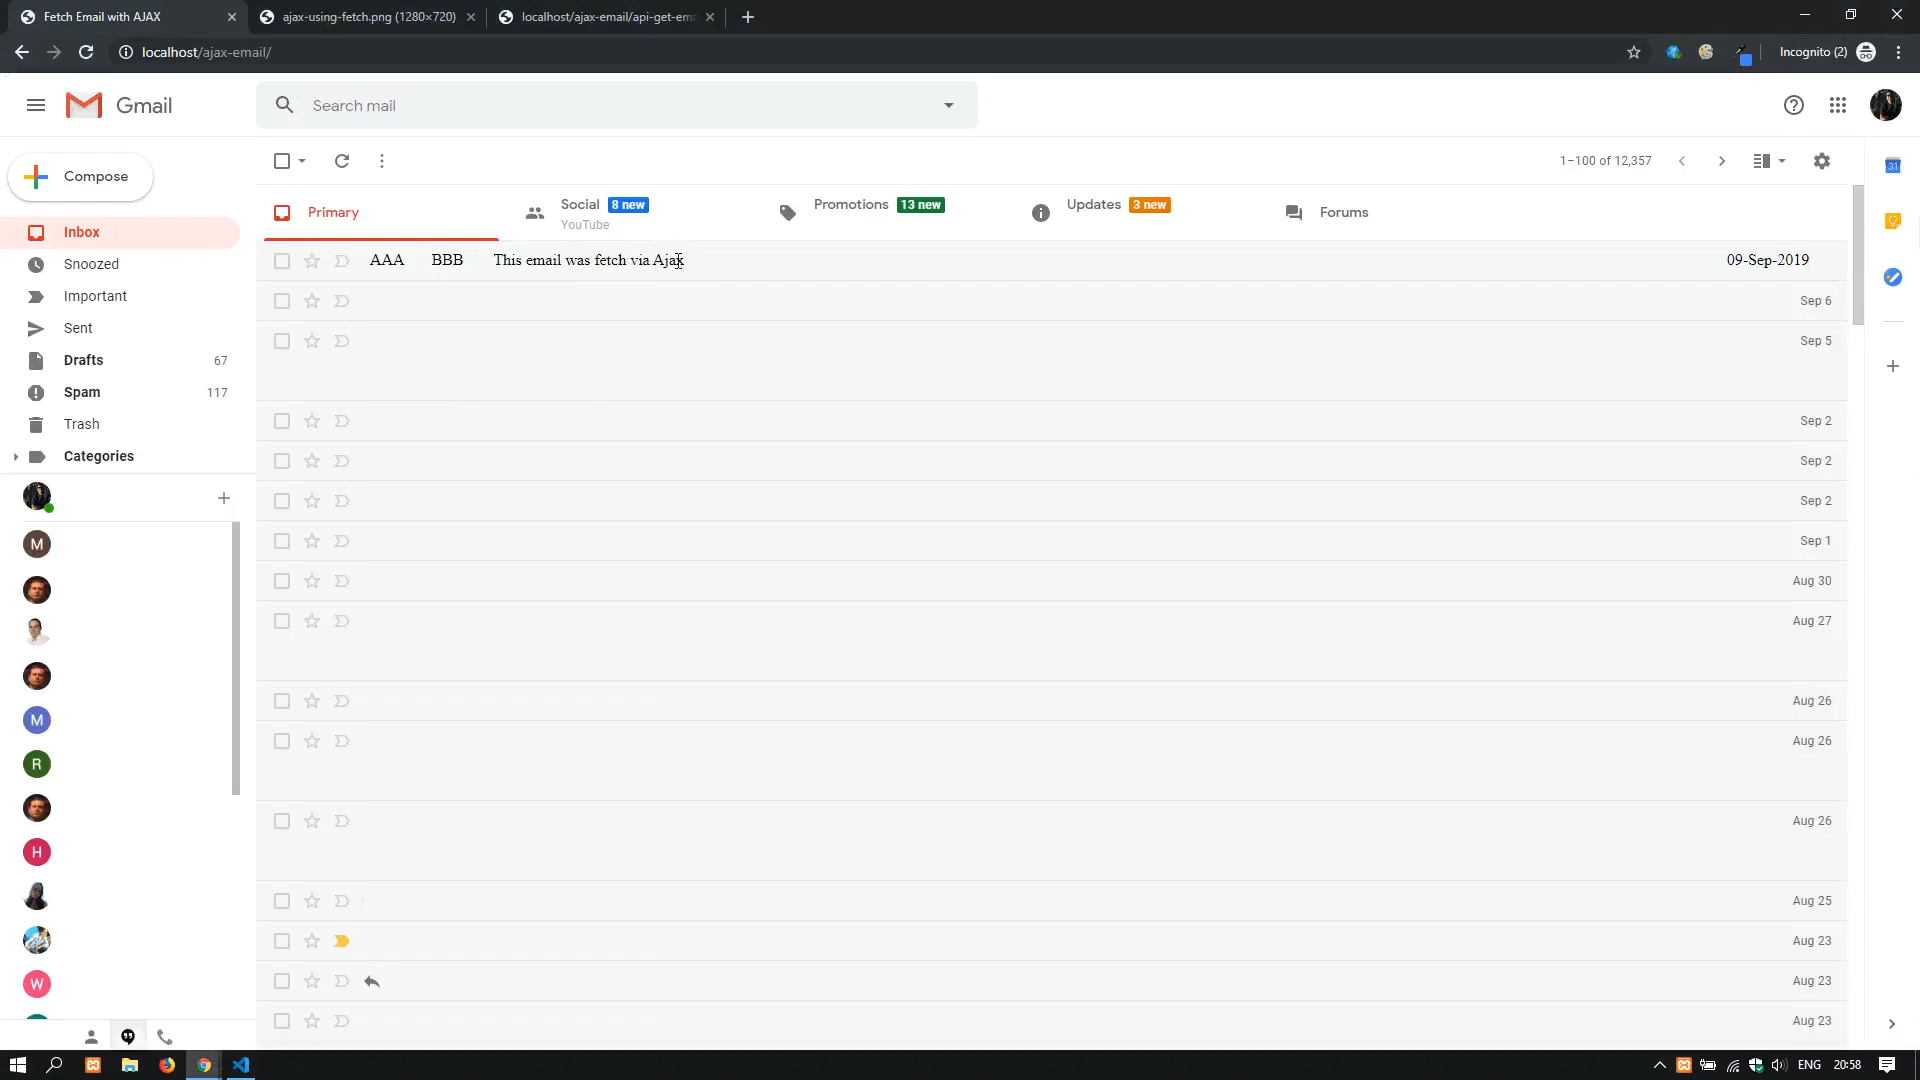 Fetch Email with AJAX
ajax-using-fetch.png (1280×720)
localhost/ajax-email/api-get-em
localhost/ajax-email/
Incognito (2)
Gmail
Search mail
Compose
1–100 of 12,357
31
Primary
Social 8 new
YouTube
Promotions 13 new
Updates 3 new
Forums
Inbox
Snoozed
Important
Sent
Drafts 67
Spam 117
Trash
Categories
AAA BBB This email was fetch via Ajax 09-Sep-2019
Sep 6
Sep 5
Sep 2
Sep 2
Sep 2
Sep 1
Aug 30
Aug 27
Aug 26
Aug 26
Aug 26
Aug 25
Aug 23
Aug 23
Aug 23
M
M
R
H
W
ENG 20:58